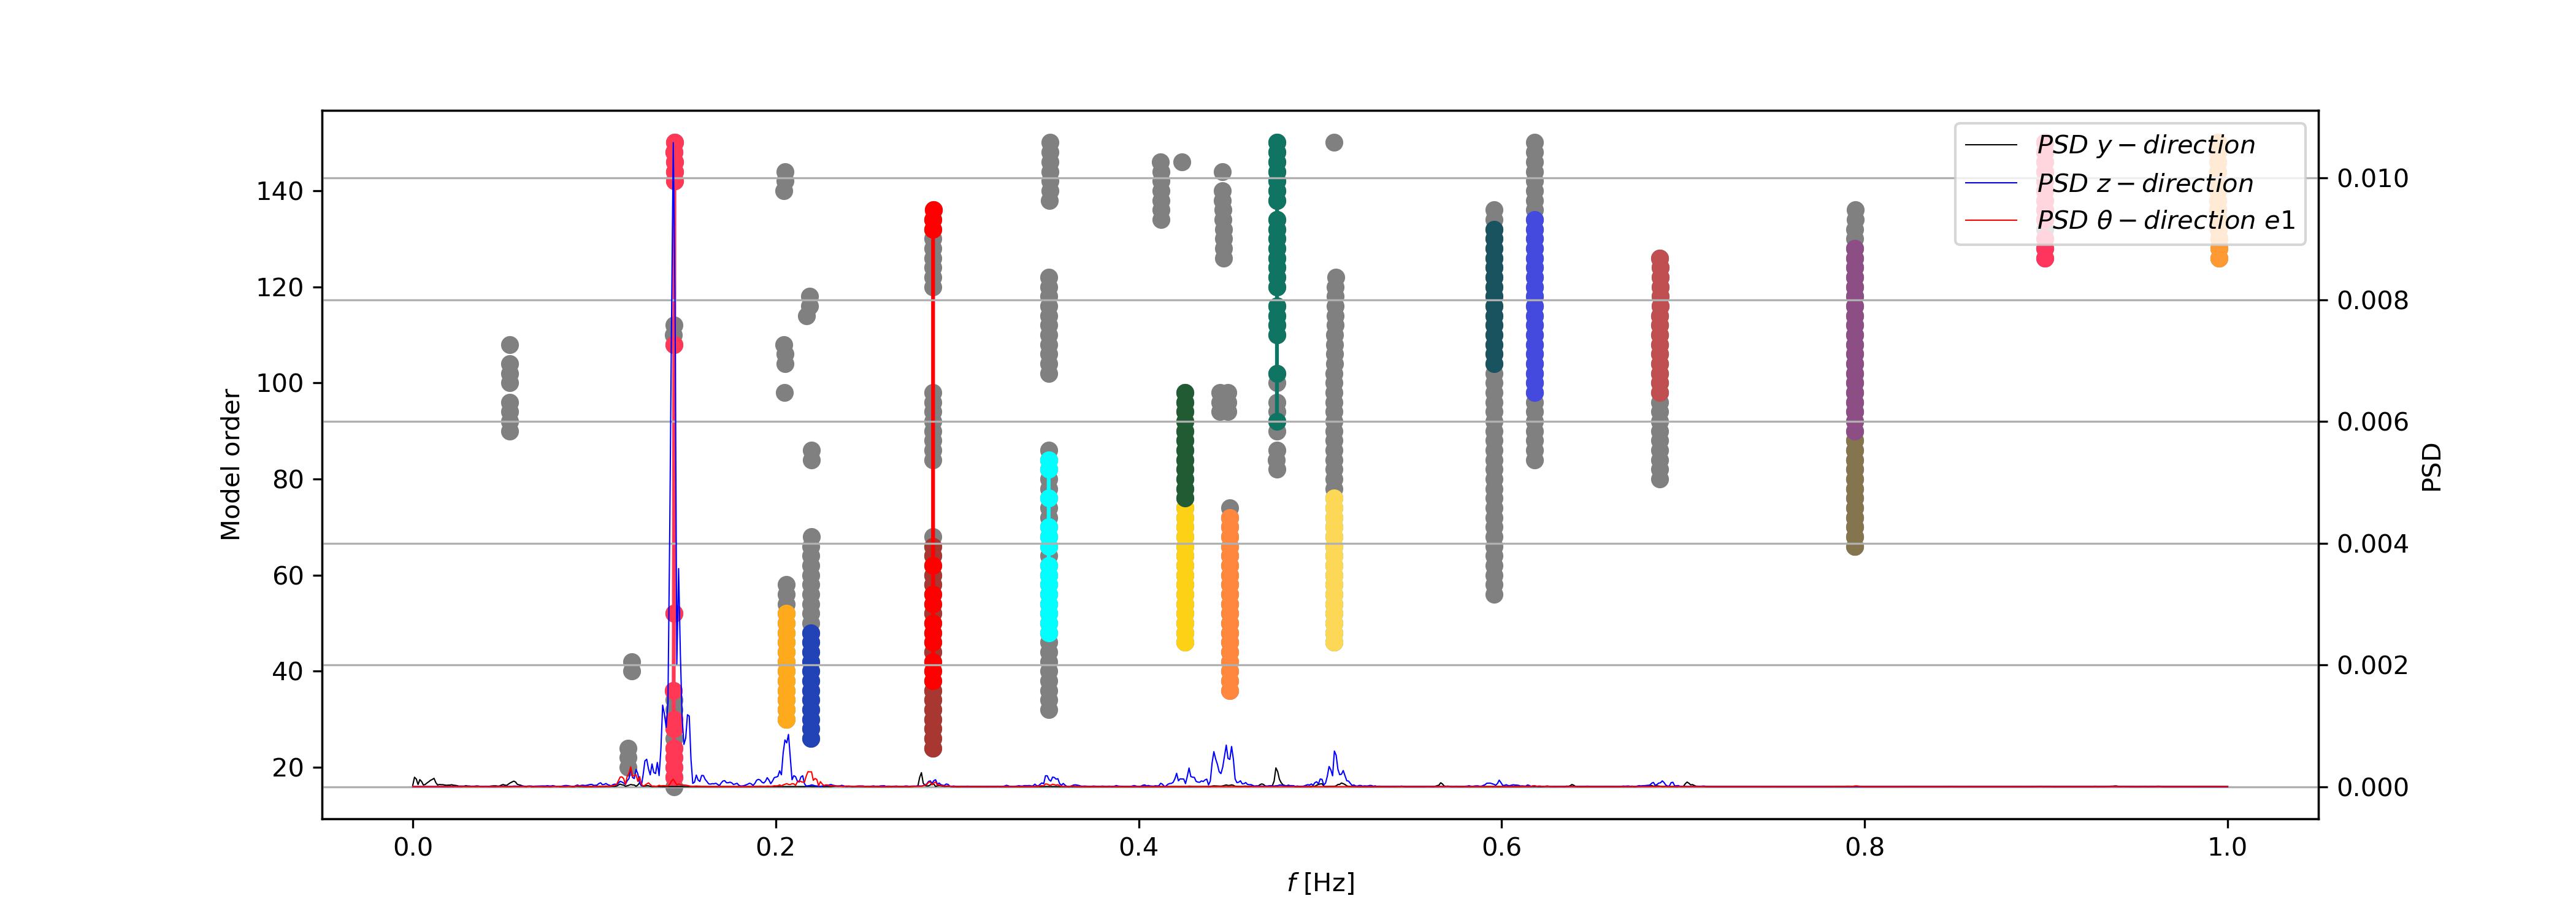 PSD y − direction
PSD z − direction
PSD θ − direction e1
Model order
140
120
100
80
60
40
20
0.010
0.008
0.006
0.004
0.002
0.000
PSD
0.0 0.2 0.4 0.6 0.8 1.0
f [Hz]